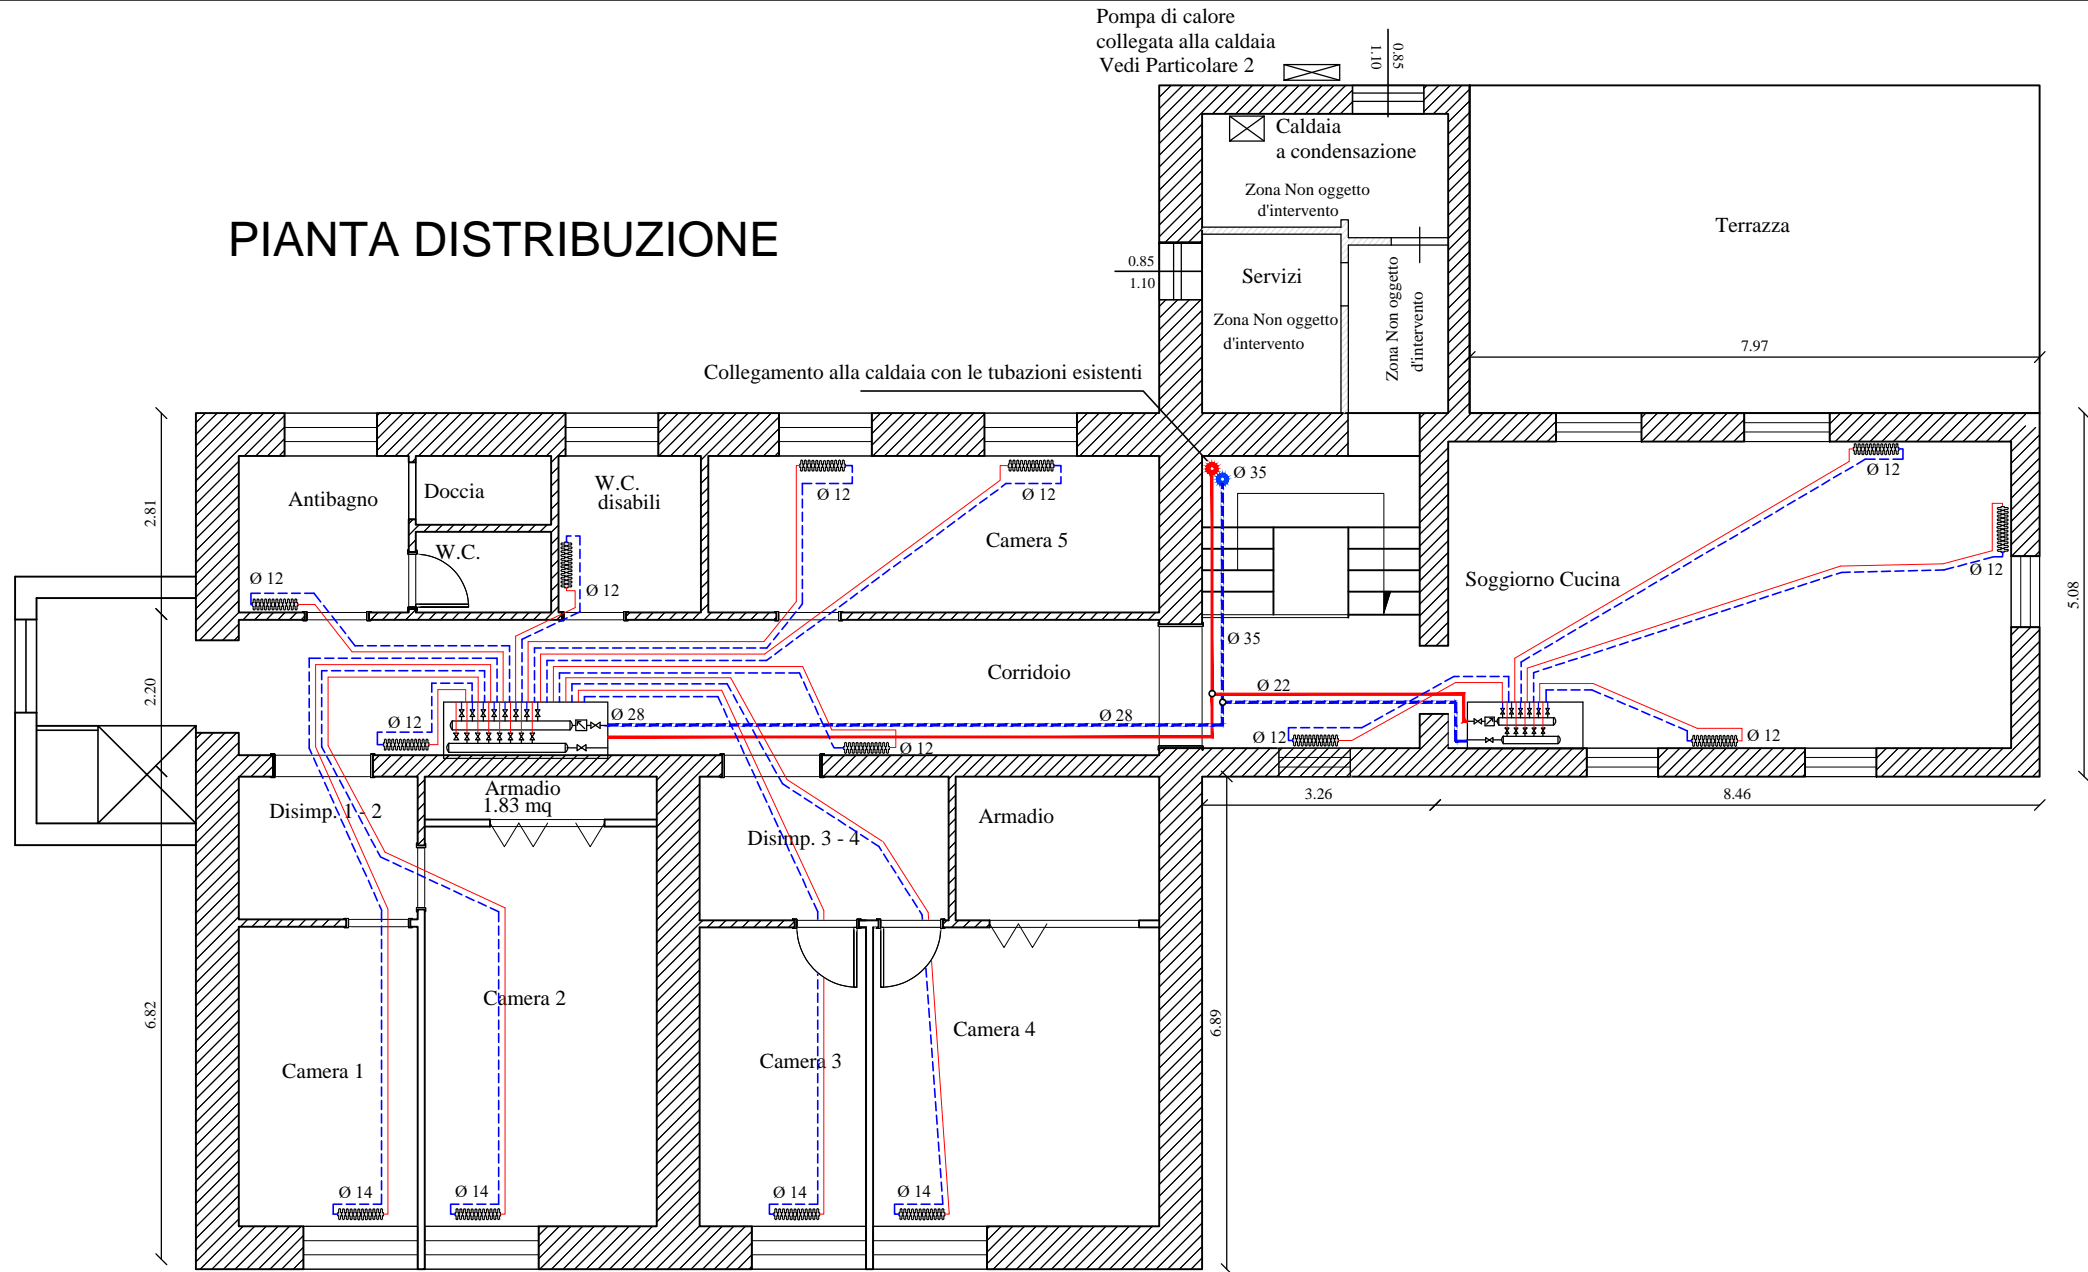 Pompa di calore
collegata alla caldaia
Vedi Particolare 2
0.85
1.10
Caldaia
a condensazione
Zona Non oggetto
d'intervento
Terrazza
PIANTA DISTRIBUZIONE
0.85
1.10
Servizi
Zona Non oggetto
d'intervento
Zona Non oggetto
d'intervento
7.97
Collegamento alla caldaia con le tubazioni esistenti
2.81
Antibagno
Doccia
W.C.
disabili
Ø 12
Ø 12
Ø 35
Ø 12
W.C.
Camera 5
Ø 12
Ø 12
Soggiorno Cucina
Ø 12
5.08
Ø 35
2.20
Corridoio
Ø 22
Ø 12
Ø 28
Ø 28
Ø 12
Ø 12
Ø 12
Armadio
1.83 mq
Disimp. 1 - 2
Disimp. 3 - 4
Armadio
3.26
8.46
6.82
Camera 2
6.89
Camera 4
Camera 1
Camera 3
Ø 14
Ø 14
Ø 14
Ø 14